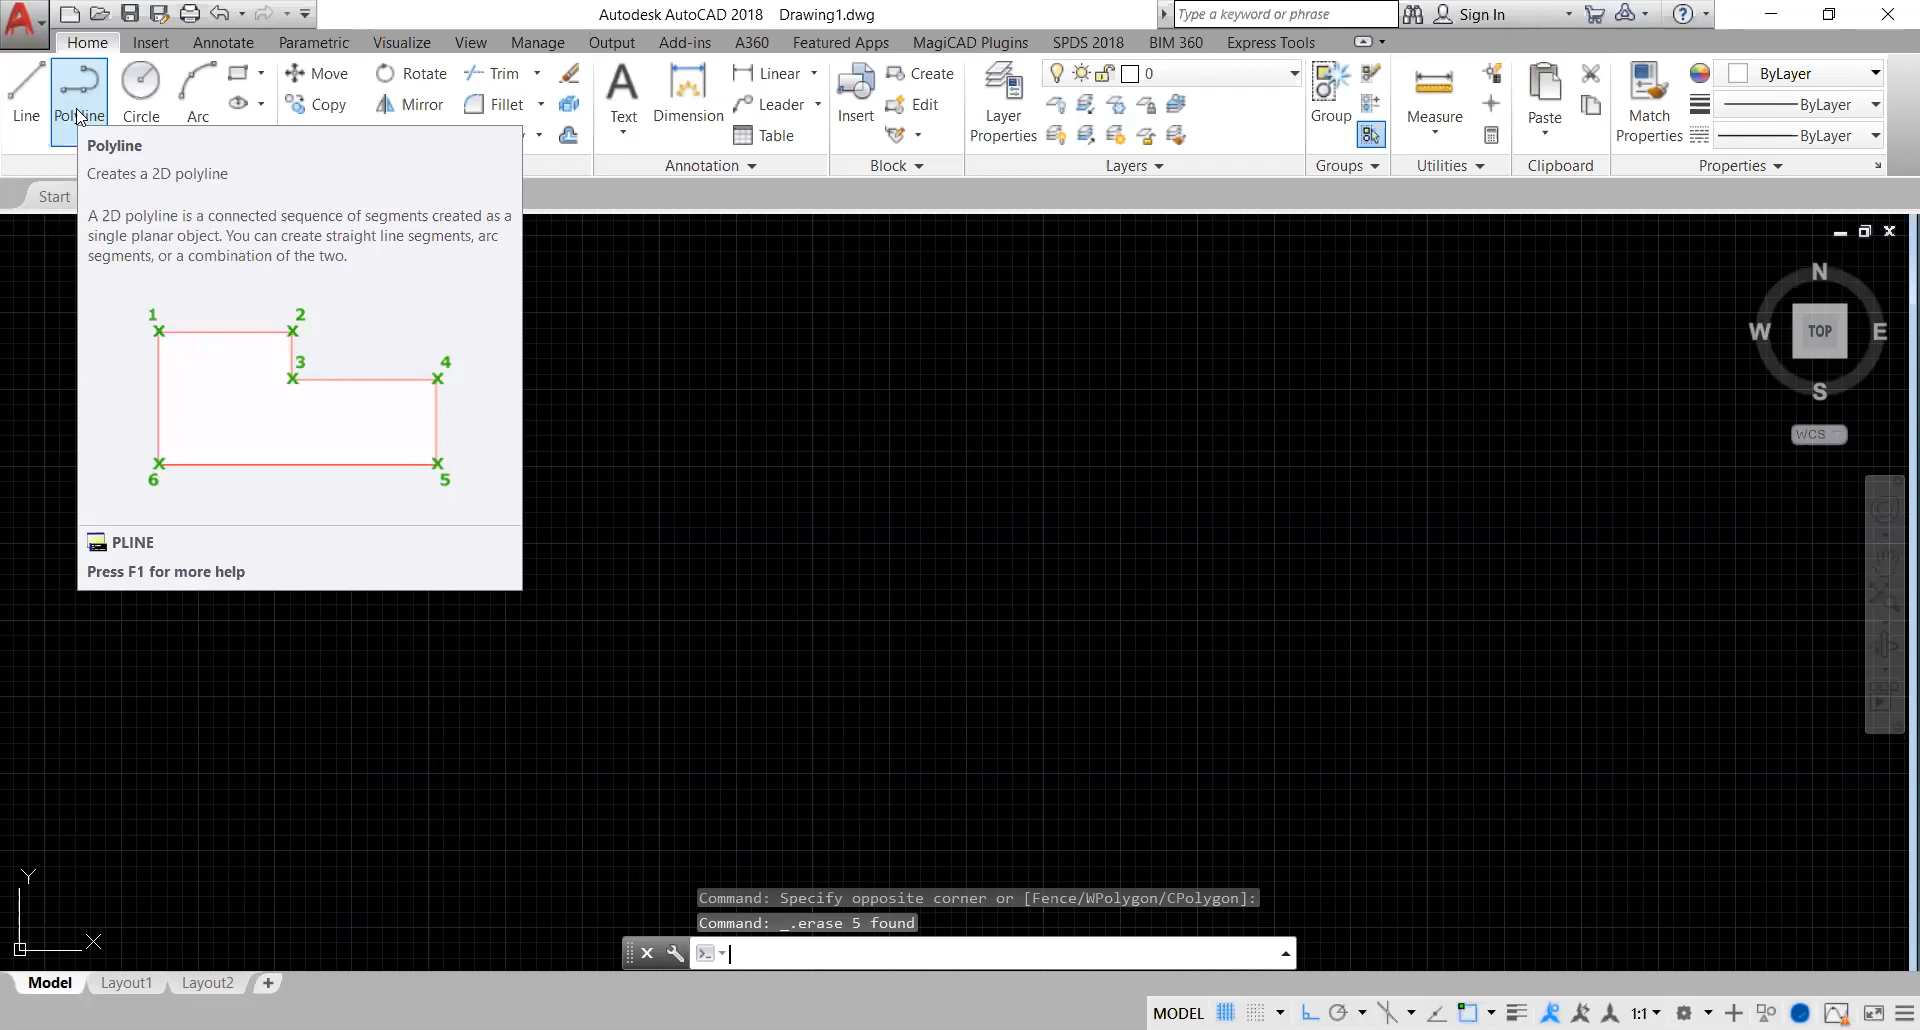 Autodesk AutoCAD 2018 Drawing1.dwg
Type a keyword or phrase
Sign In
Home Insert Annotate Parametric Visualize View Manage Output Add-ins A360 Featured Apps MagiCAD Plugins SPDS 2018 BIM 360 Express Tools
Line
Polyline
Circle
Arc
Move
Rotate
Trim
Copy
Mirror
Fillet
Text
Dimension
Linear
Leader
Table
Annotation
Insert
Create
Edit
Block
Layer
Properties
0
Layers
Group
Groups
Measure
Utilities
Paste
Clipboard
Match
Properties
ByLayer
ByLayer
ByLayer
Properties
Start
Polyline
Creates a 2D polyline
A 2D polyline is a connected sequence of segments created as a
single planar object. You can create straight line segments, arc
segments, or a combination of the two.
1
2
3
4
6
5
PLINE
Press F1 for more help
N
W
TOP
E
S
WCS
Y
X
Command: Specify opposite corner or [Fence/WPolygon/CPolygon]:
Command: _.erase 5 found
Model Layout1 Layout2
MODEL
1:1